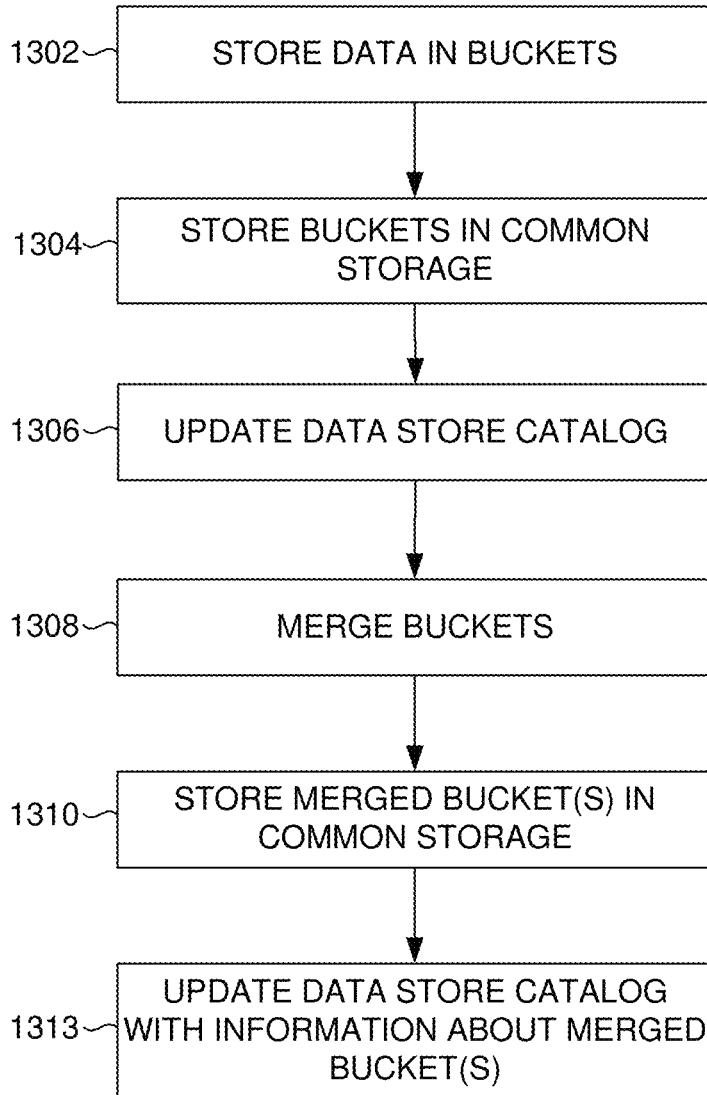 1302
STORE DATA IN BUCKETS
1304
STORE BUCKETS IN COMMON
STORAGE
1306
UPDATE DATA STORE CATALOG
1308
MERGE BUCKETS
1310
STORE MERGED BUCKET(S) IN
COMMON STORAGE
1313
UPDATE DATA STORE CATALOG
WITH INFORMATION ABOUT MERGED
BUCKET(S)